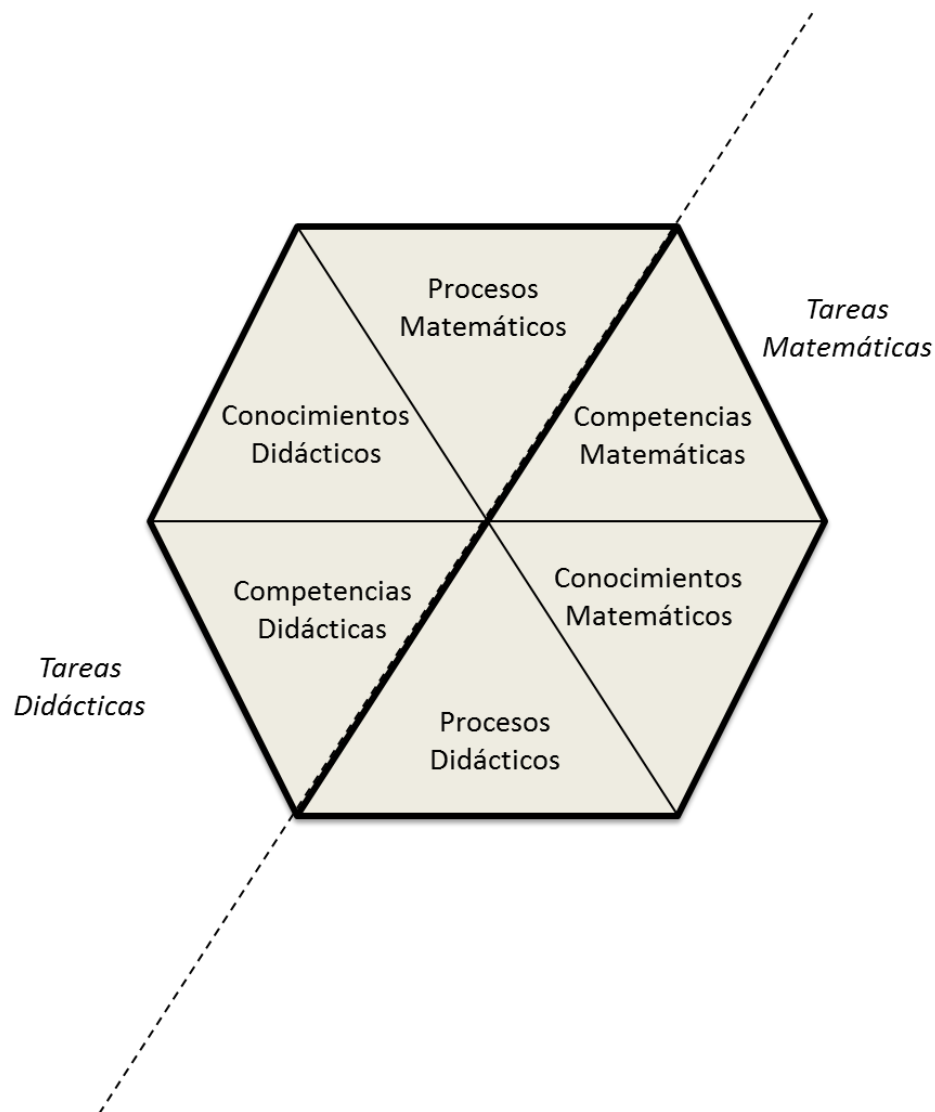 Procesos
Matemáticos
Tareas
Matemáticas
Conocimientos
Didácticos
Competencias
Matemáticas
Competencias
Didácticas
Conocimientos
Matemáticos
Tareas
Didácticas
Procesos
Didácticos